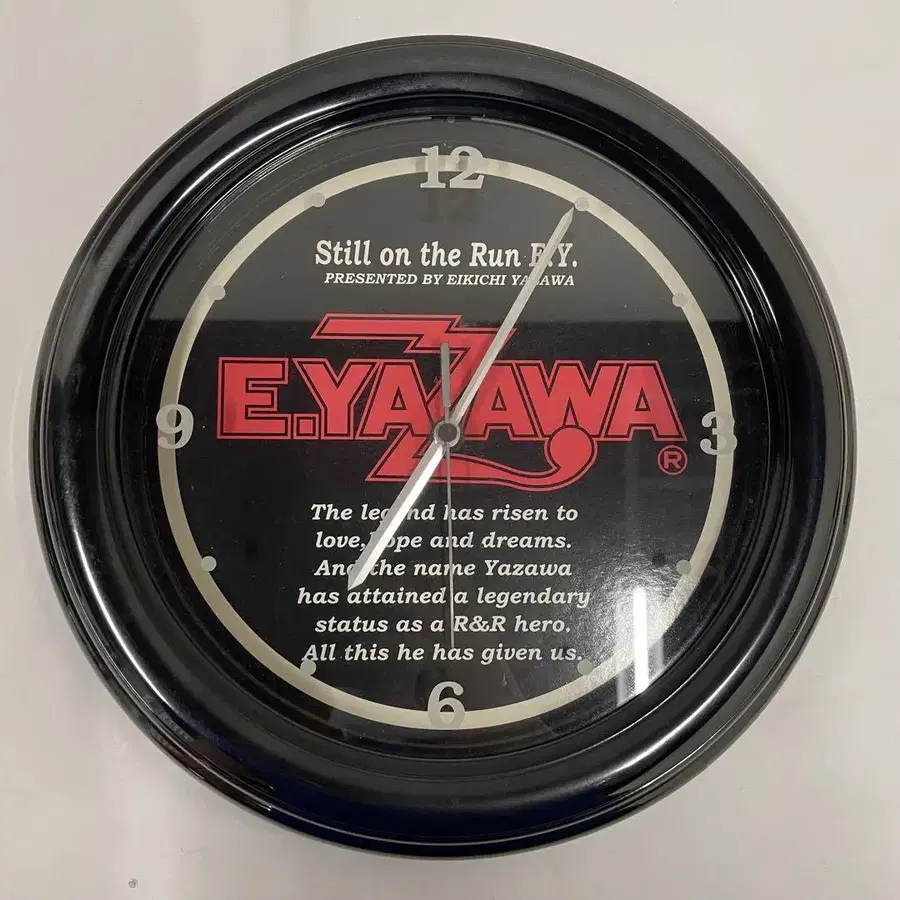 12
Still on the Run E.Y.
PRESENTED BY EIKICHI YAZAWA
E.YAZAWA
®
9
3
The legend has risen to
love, hope and dreams.
And the name Yazawa
has attained a legendary
status as a R&R hero.
All this he has given us.
6